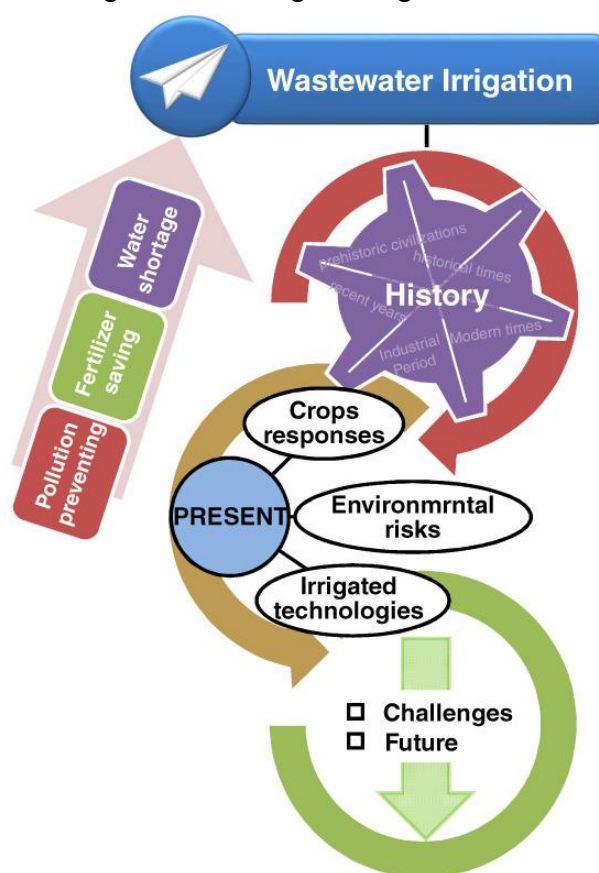 Wastewater Irrigation
Water
shortage
Fertilizer
saving
Pollution
preventing
prehistoric civilizations
historical times
recent years
History
Industrial
Period
Modern times
Crops
responses
PRESENT
Environmrntal
risks
Irrigated
technologies
Challenges
Future